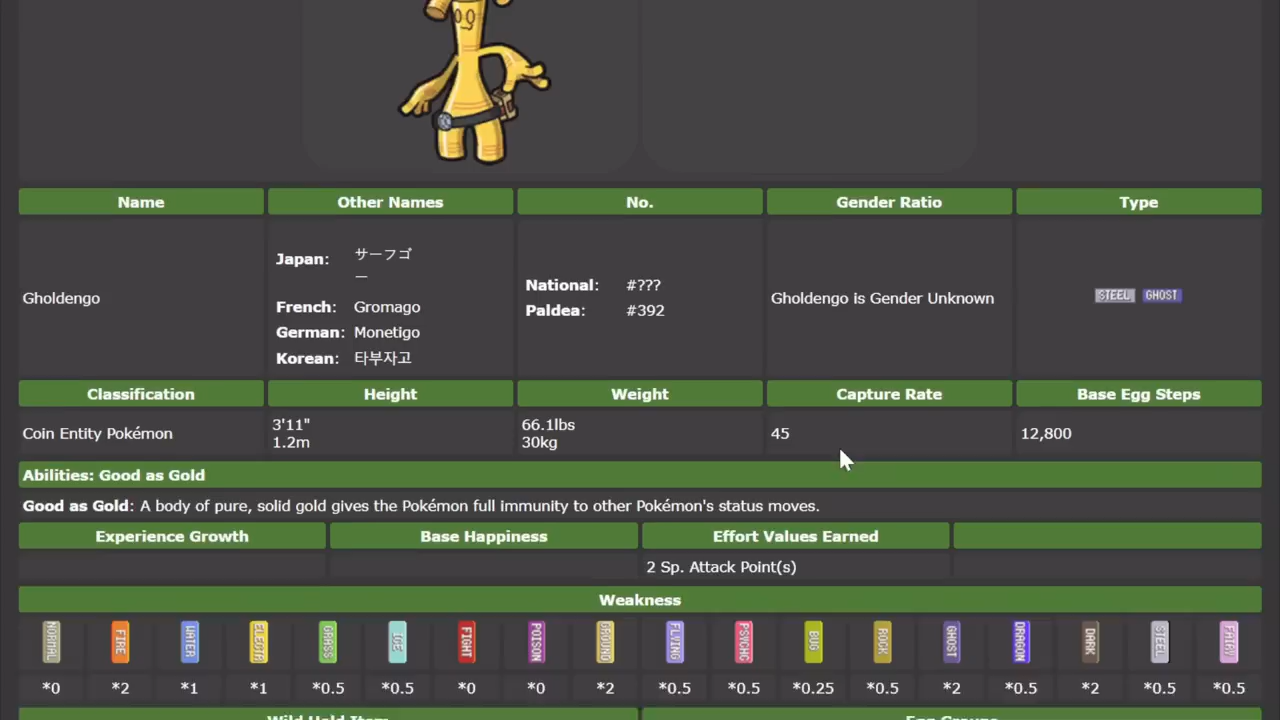 Name Other Names No. Gender Ratio Type
Gholdengo
Japan: サーフゴ
ー
French: Gromago
German: Monetigo
Korean: 타부자고
National: #???
Paldea: #392
Gholdengo is Gender Unknown
STEEL GHOST
Classification Height Weight Capture Rate Base Egg Steps
Coin Entity Pokémon
3'11"
1.2m
66.1lbs
30kg
45
12,800
Abilities: Good as Gold
Good as Gold: A body of pure, solid gold gives the Pokémon full immunity to other Pokémon's status moves.
Experience Growth Base Happiness Effort Values Earned
2 Sp. Attack Point(s)
Weakness
NORMAL FIRE WATER ELECTR GRASS ICE FIGHT POISON GROUND FLYING PSYCHC BUG ROCK GHOST DRAGON DARK STEEL FAIRY
*0 *2 *1 *1 *0.5 *0.5 *0 *0 *2 *0.5 *0.5 *0.25 *0.5 *2 *0.5 *2 *0.5 *0.5
Wild Hold Item Egg Groups